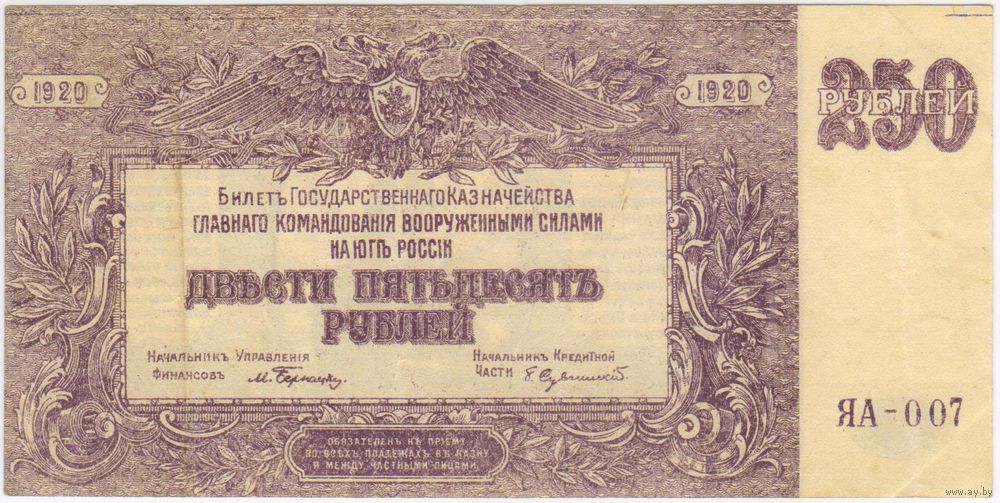 1920
1920
250
РУБЛЕЙ
Билетъ Государственнаго Казначейства
главнаго командованія вооруженными силами
на югѣ Россіи
ДВѢСТИ ПЯТЬДЕСЯТЪ
РУБЛЕЙ
Начальникъ Управленія
Финансовъ
Начальникъ Кредитной
Части
ЯА-007
ОБЯЗАТЕЛЕНЪ КЪ ПРІЕМУ
ВО ВСѢХЪ ПЛАТЕЖАХЪ ВЪ КАЗНУ
И МЕЖДУ ЧАСТНЫМИ ЛИЦАМИ.
www.ay.by